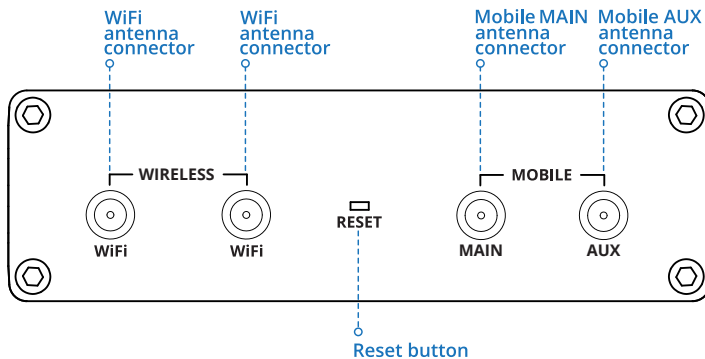 WiFi
antenna
connector
WiFi
antenna
connector
Mobile MAIN
antenna
connector
Mobile AUX
antenna
connector
WIRELESS
MOBILE
WiFi
WiFi
RESET
MAIN
AUX
Reset button